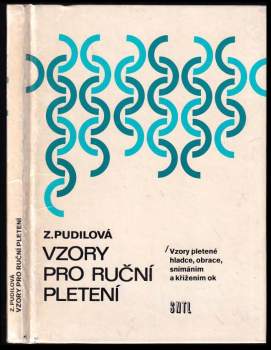 Z. PUDILOVÁ
VZORY PRO RUČNÍ PLETENÍ
Z. PUDILOVÁ
VZORY
PRO RUČNÍ
PLETENÍ
/Vzory pletené
hladce, obrace,
snímáním
a křížením ok
SNTL